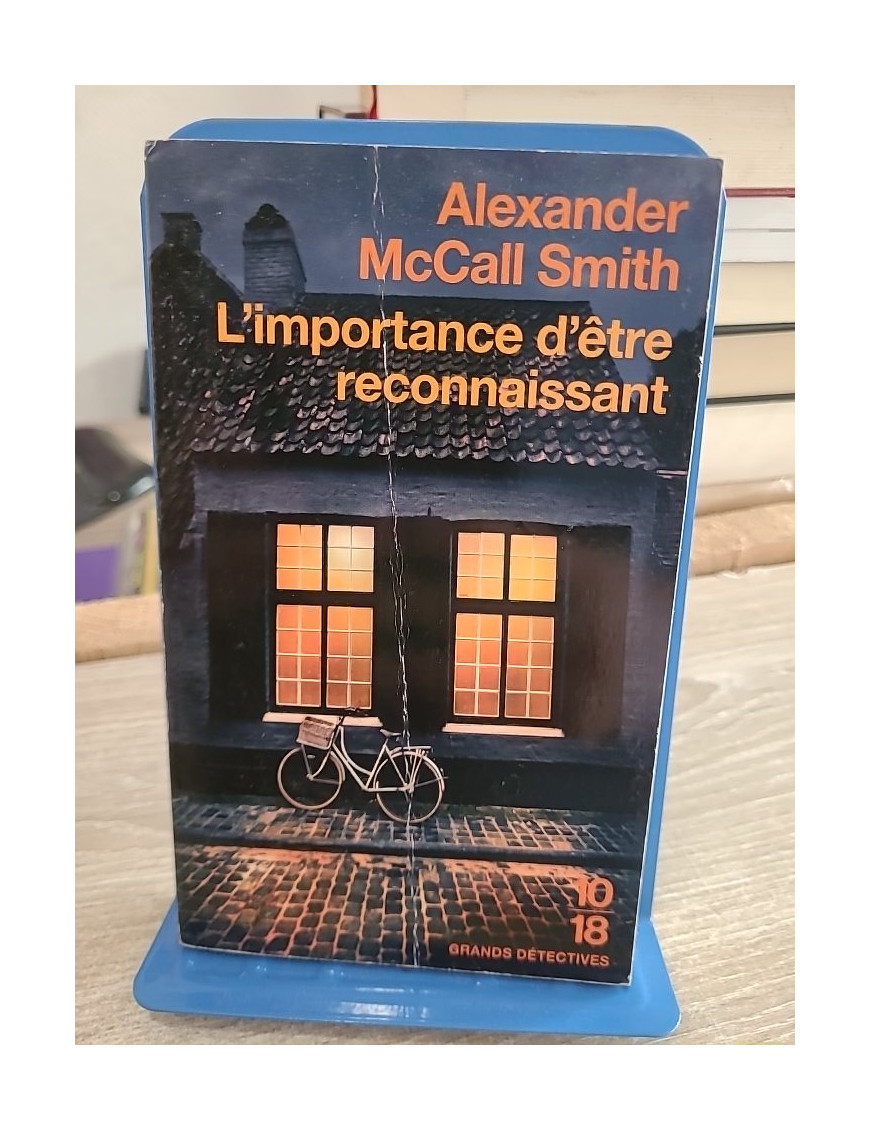 Alexander
McCall Smith
L'importance d'être
reconnaissant
10
18
GRANDS DÉTECTIVES